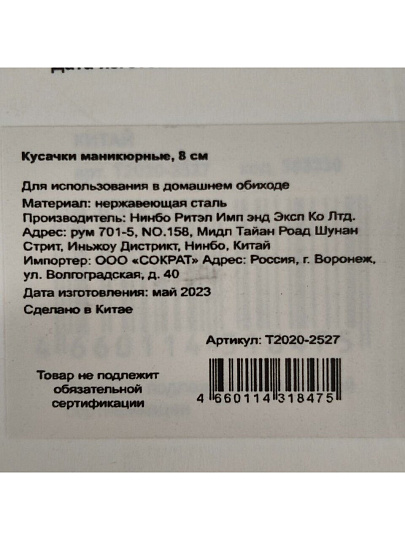 Кусачки маникюрные, 8 см
Для использования в домашнем обиходе
Материал: нержавеющая сталь
Производитель: Нинбо Ритэл Имп энд Эксп Ко Лтд.
Адрес: рум 701-5, NO.158, Мидл Тайан Роад Шунан
Стрит, Иньжоу Дистрикт, Нинбо, Китай
Импортер: ООО «СОКРАТ» Адрес: Россия, г. Воронеж,
ул. Волгоградская, д. 40
Дата изготовления: май 2023
Сделано в Китае
Артикул: Т2020-2527
Товар не подлежит
обязательной
сертификации
4 660114 318475